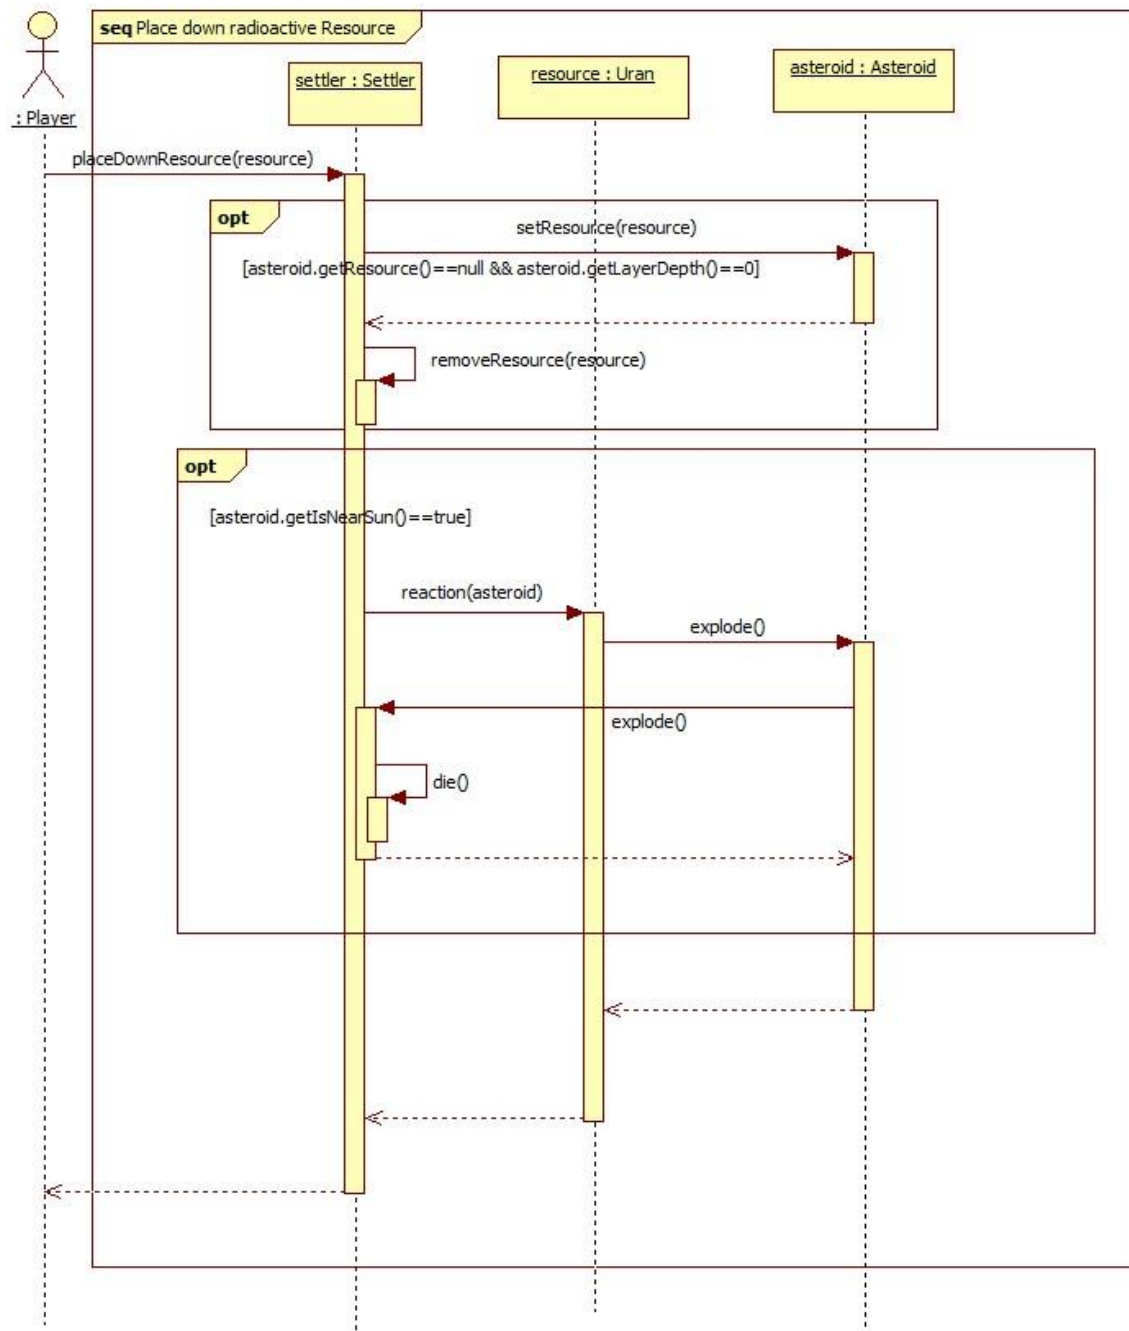 seq Place down radioactive Resource
: Player
settler : Settler
resource : Uran
asteroid : Asteroid
placeDownResource(resource)
opt
setResource(resource)
[asteroid.getResource()==null && asteroid.getLayerDepth()==0]
removeResource(resource)
opt
[asteroid.getIsNearSun()==true]
reaction(asteroid)
explode()
explode()
die()